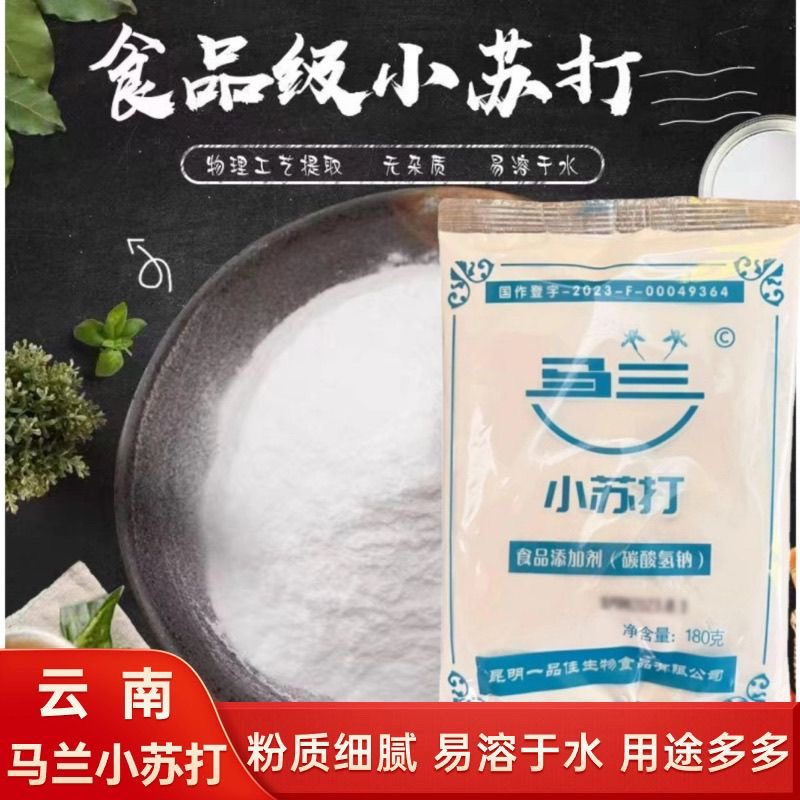 食品级小苏打
物理工艺提取 无杂质 易溶于水
国作登字-2023-F-00049364
马兰 ©
小苏打
食品添加剂（碳酸氢钠）
净含量：180克
昆明一品佳生物食品有限公司
云南
马兰小苏打
粉质细腻 易溶于水 用途多多